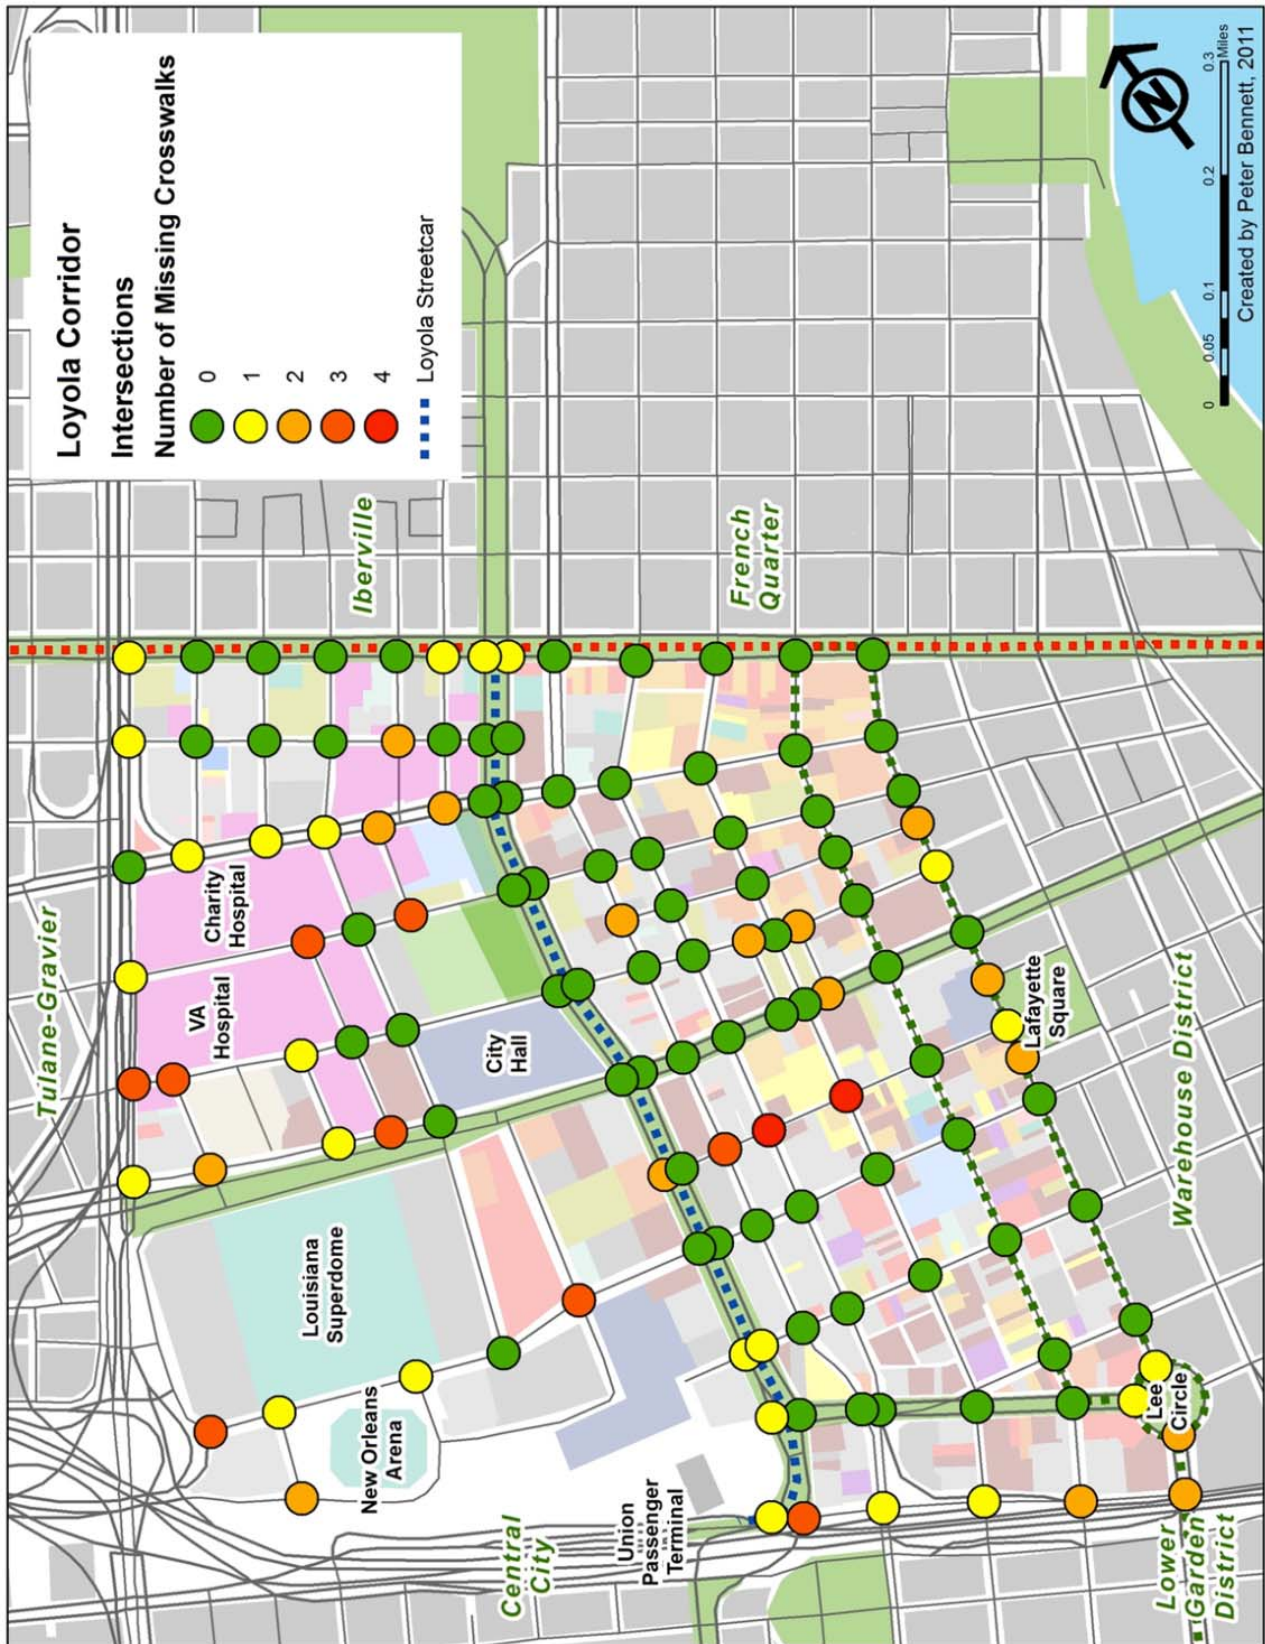 Loyola Corridor
Intersections
Number of Missing Crosswalks
0
1
2
3
4
Loyola Streetcar
Tulane-Gravier
Iberville
French
Quarter
Charity
Hospital
VA
Hospital
City
Hall
Louisiana
Superdome
New Orleans
Arena
Central
City
Union
Passenger
Terminal
Lafayette
Square
Warehouse District
Lee
Circle
Lower
Garden
District
N
0 0.05 0.1 0.2 0.3
Miles
Created by Peter Bennett, 2011